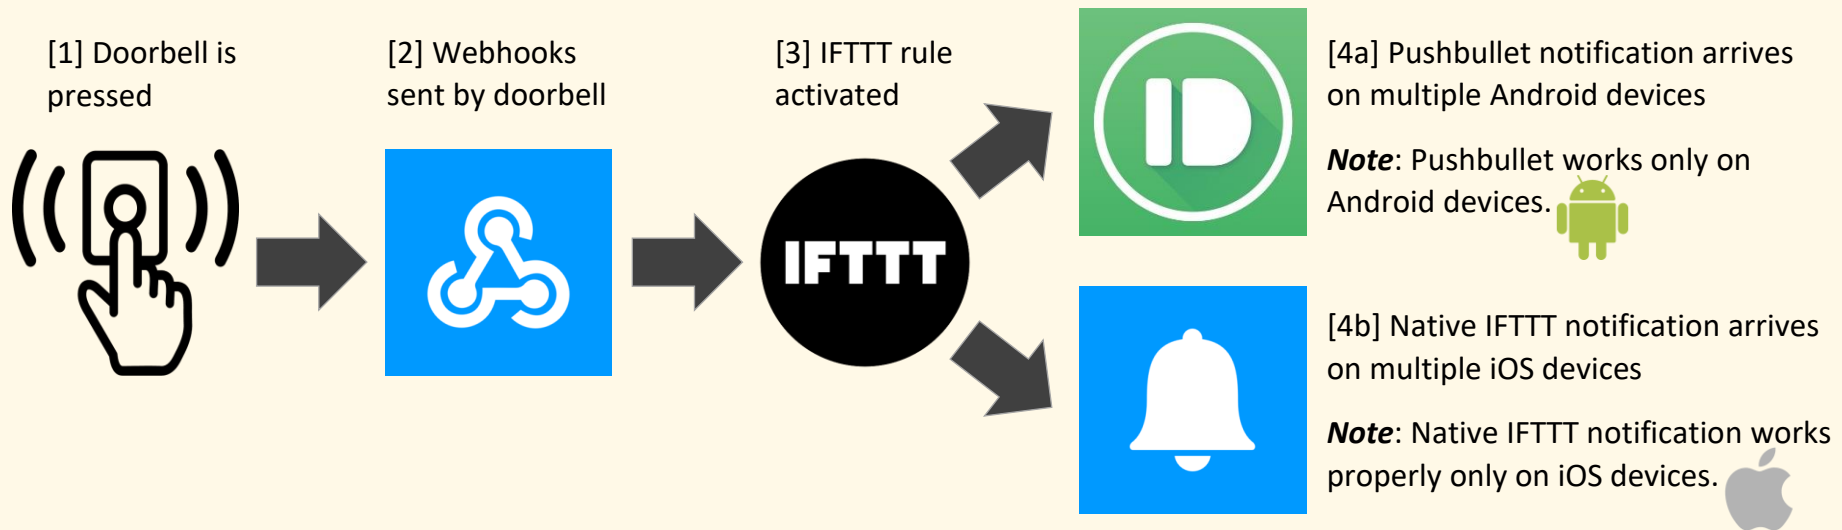 [1] Doorbell is
pressed
[2] Webhooks
sent by doorbell
[3] IFTTT rule
activated
IFTTT
[4a] Pushbullet notification arrives
on multiple Android devices
Note: Pushbullet works only on
Android devices.
[4b] Native IFTTT notification arrives
on multiple iOS devices
Note: Native IFTTT notification works
properly only on iOS devices.